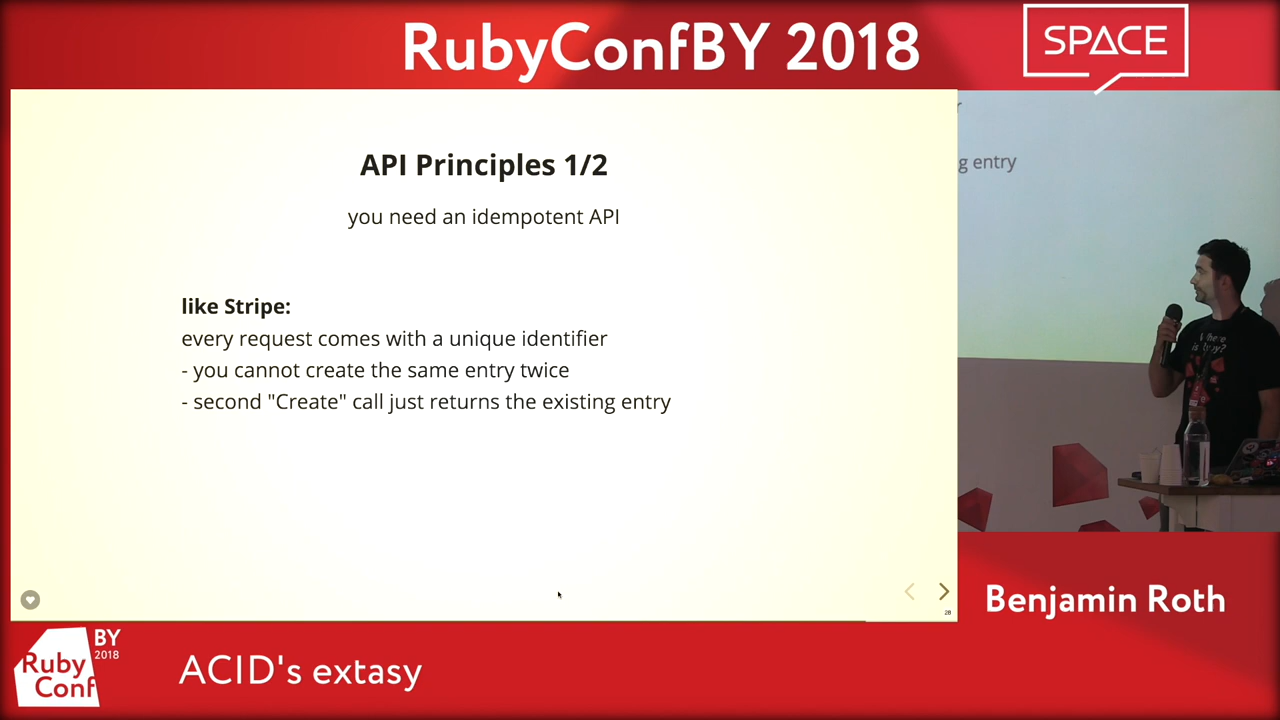 RubyConfBY 2018
SPACE
API Principles 1/2
you need an idempotent API
like Stripe:
every request comes with a unique identifier
- you cannot create the same entry twice
- second "Create" call just returns the existing entry
28
g entry
Benjamin Roth
Ruby
Conf
BY
2018
ACID's extasy